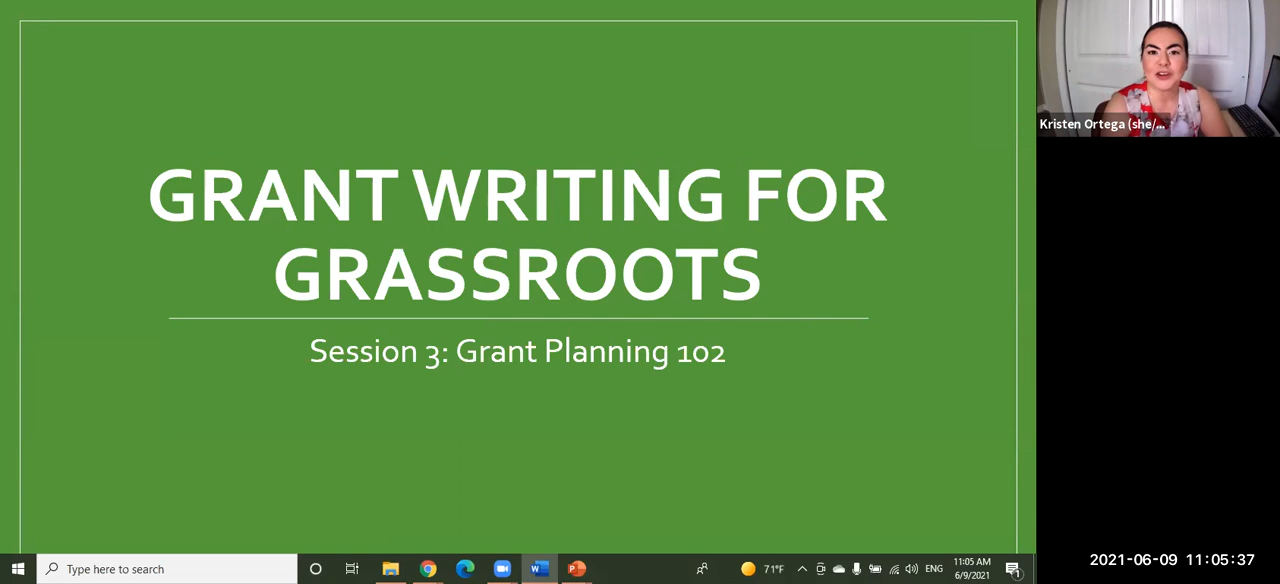 GRANT WRITING FOR
GRASSROOTS
Session 3: Grant Planning 102
Kristen Ortega (she/...
Type here to search
71°F
ENG
11:05 AM
6/9/2021
1
2021-06-09 11:05:37